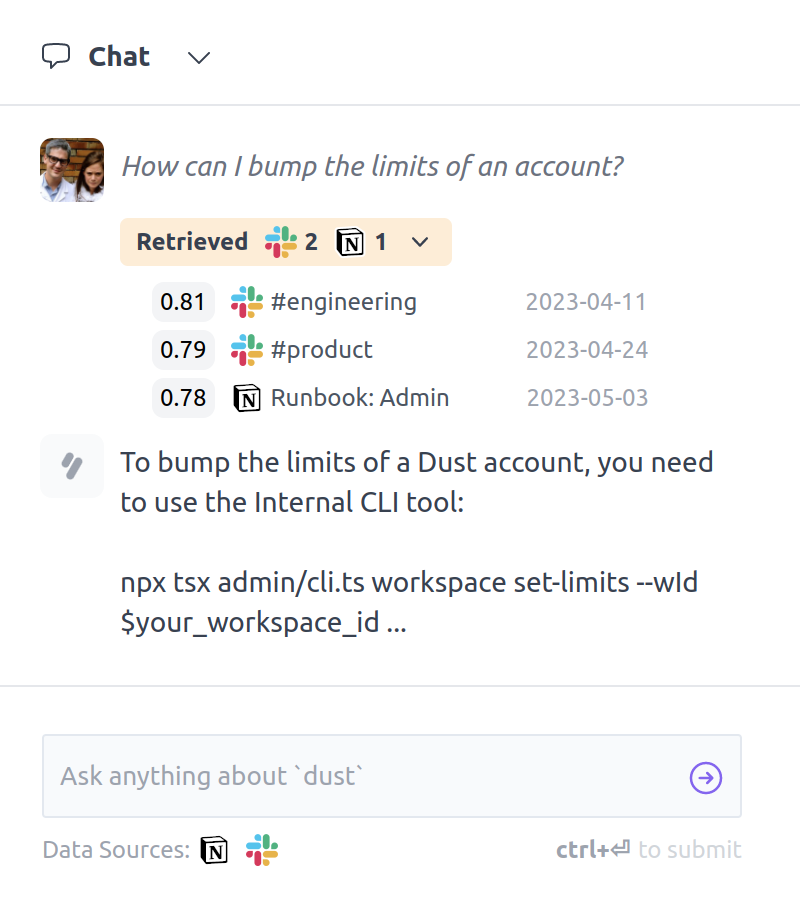 Chat
How can I bump the limits of an account?
Retrieved 2 N 1
0.81 #engineering 2023-04-11
0.79 #product 2023-04-24
0.78 N Runbook: Admin 2023-05-03
To bump the limits of a Dust account, you need
to use the Internal CLI tool:
npx tsx admin/cli.ts workspace set-limits --wId
$your_workspace_id ...
Ask anything about `dust`
Data Sources: N ctrl+⏎ to submit